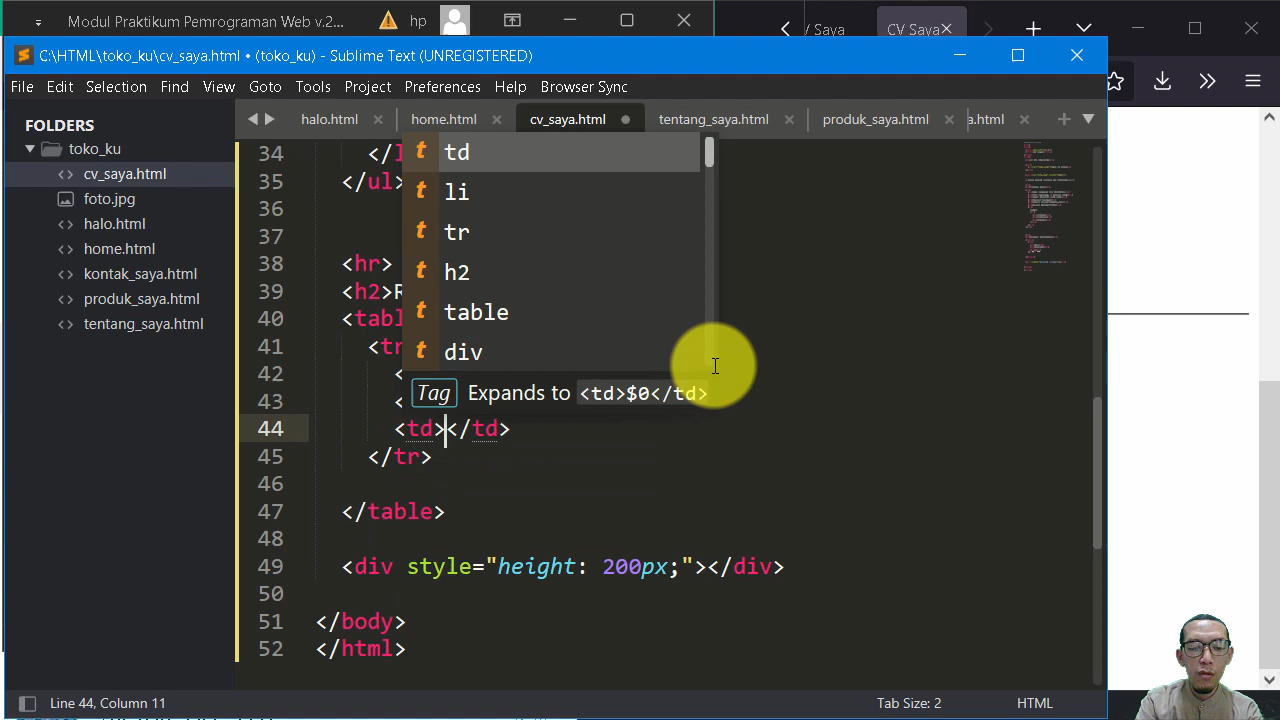 Modul Praktikum Pemrograman Web v.2...
hp
/ Saya
CV Saya
C:\HTML\toko_ku\cv_saya.html • (toko_ku) - Sublime Text (UNREGISTERED)
File Edit Selection Find View Goto Tools Project Preferences Help Browser Sync
FOLDERS
toko_ku
cv_saya.html
foto.jpg
halo.html
home.html
kontak_saya.html
produk_saya.html
tentang_saya.html
halo.html home.html cv_saya.html tentang_saya.html produk_saya.html a.html
34 </l
35 </ul
36
37
38 <hr>
39 <h2>R
40 <tabl
41 <tr
42 <
43 <
44 <td></td>
45 </tr>
46
47 </table>
48
49 <div style="height: 200px;"></div>
50
51 </body>
52 </html>
t td
t li
t tr
t h2
t table
t div
Tag Expands to <td>$0</td>
Line 44, Column 11
Tab Size: 2
HTML